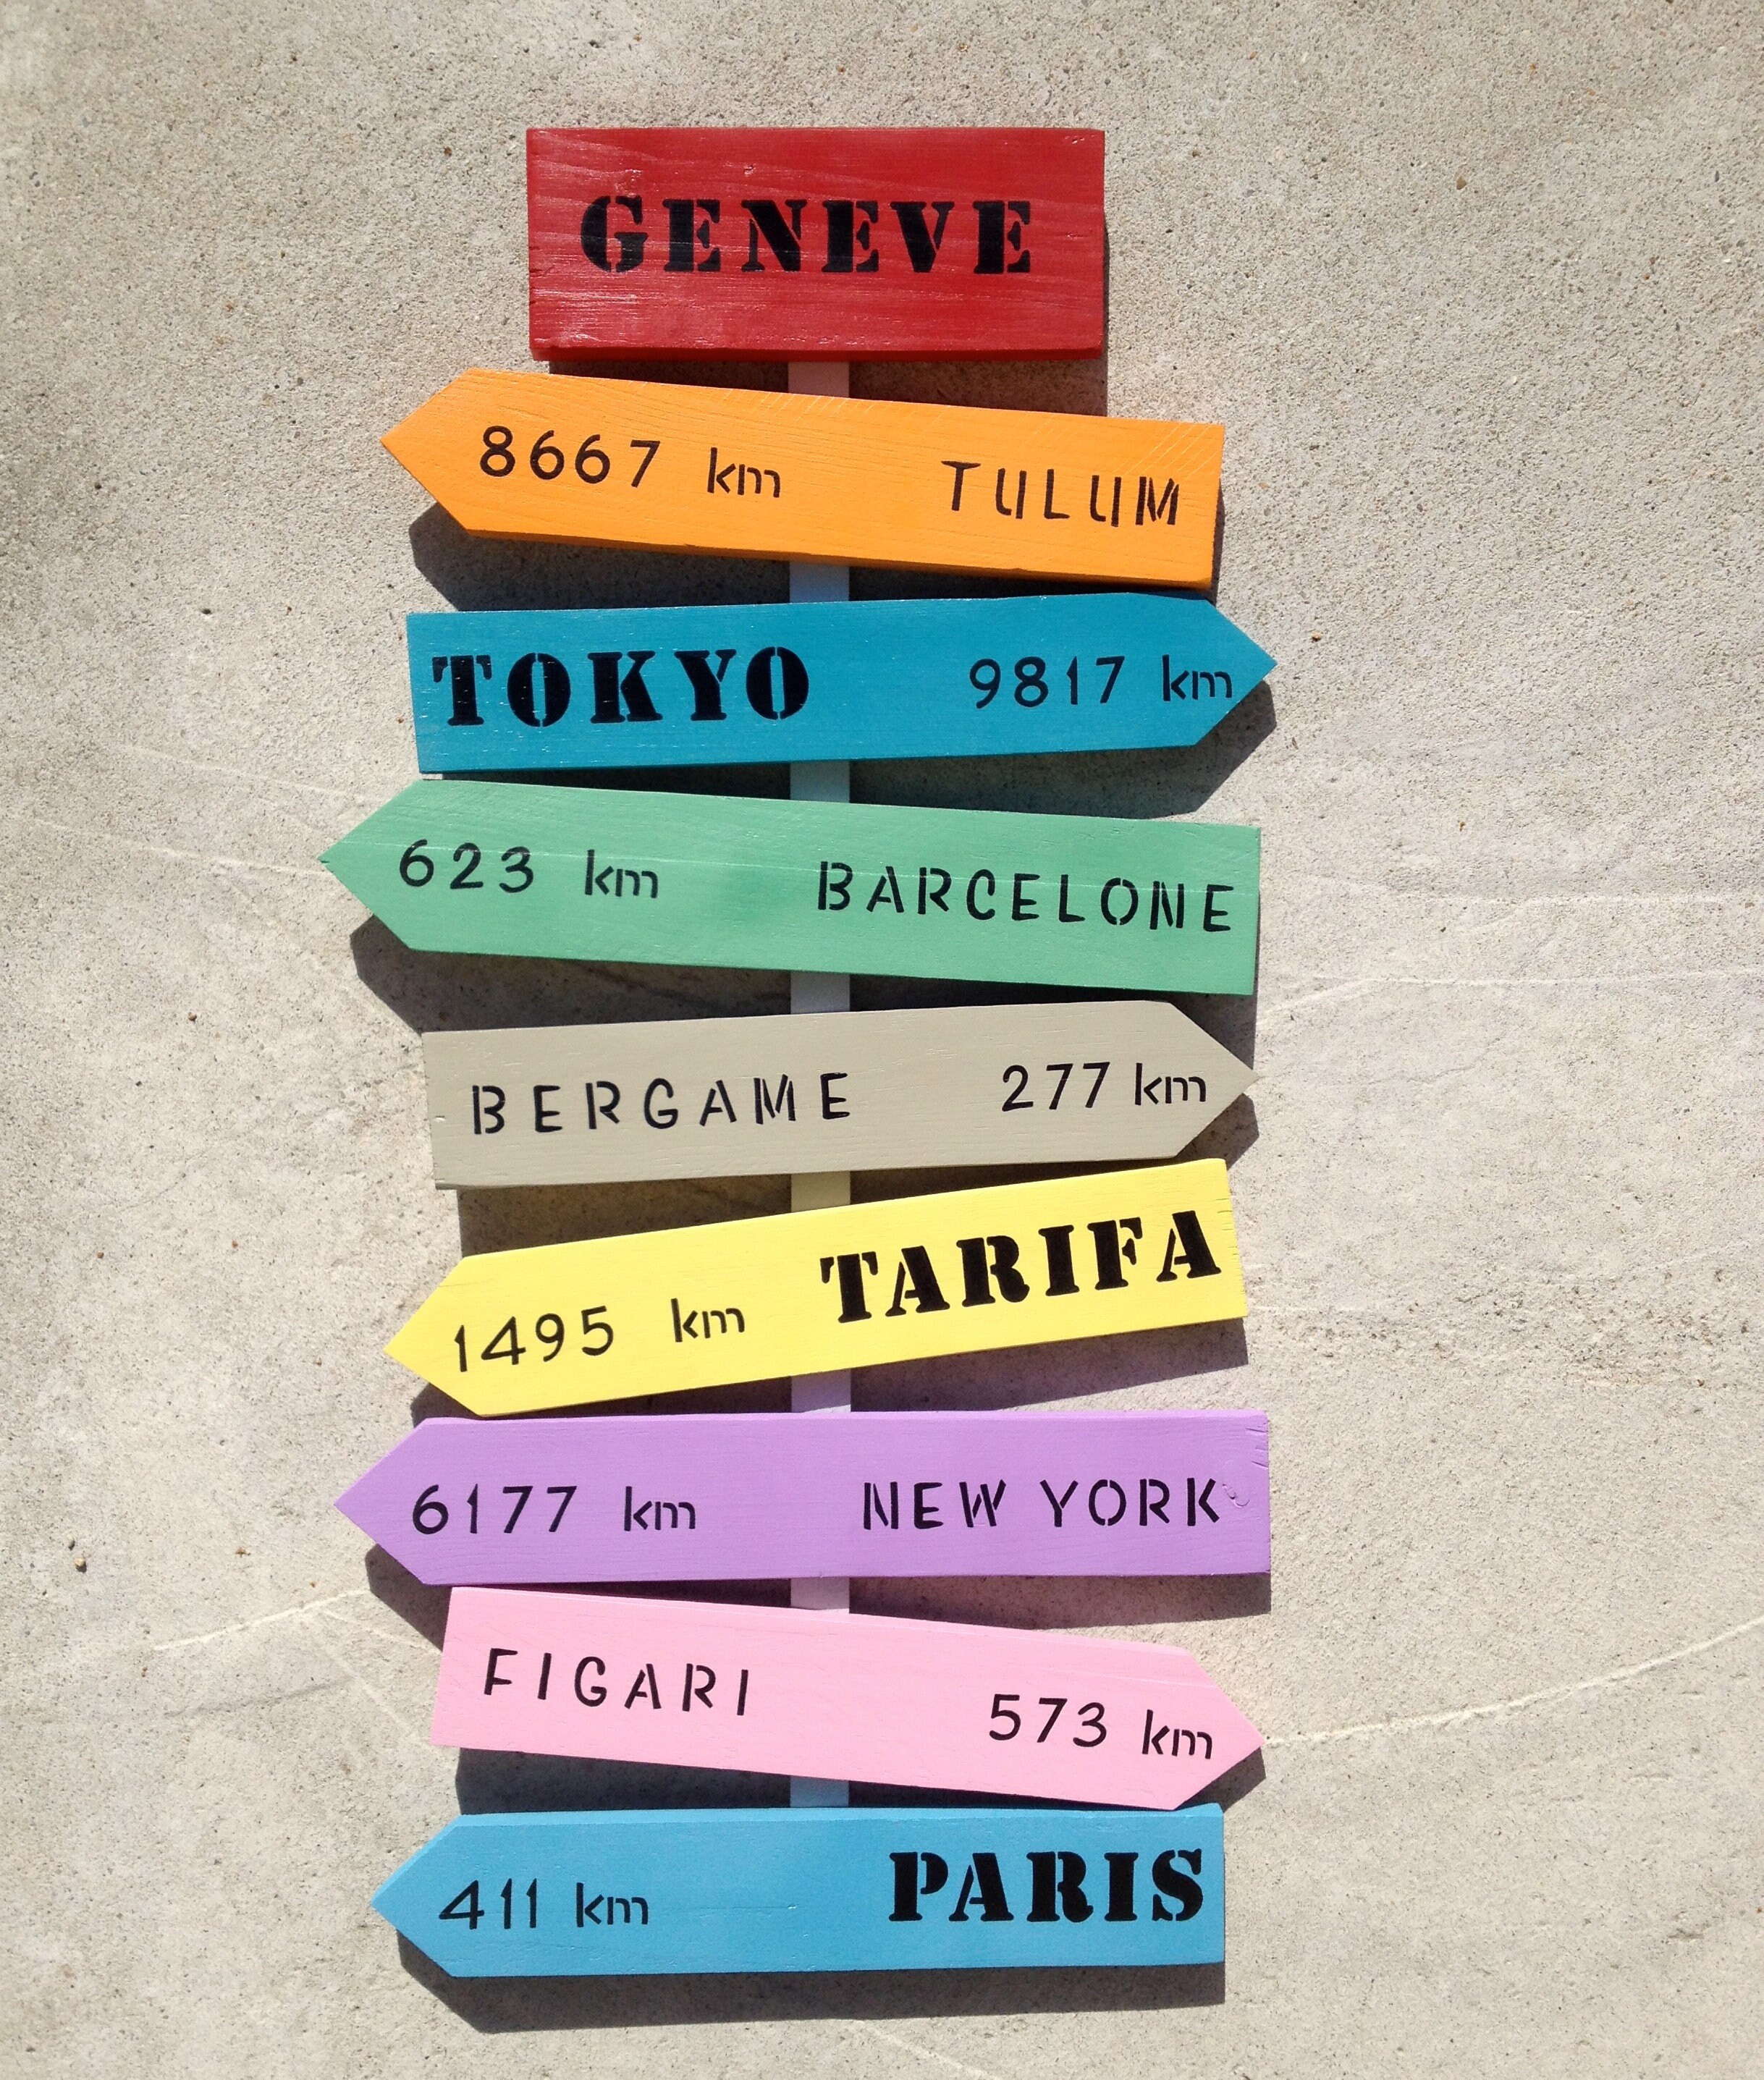 GENEVE
8667 km TULUM
TOKYO 9817 km
623 km BARCELONE
BERGAME 277 km
1495 km TARIFA
6177 km NEW YORK
FIGARI 573 km
411 km PARIS